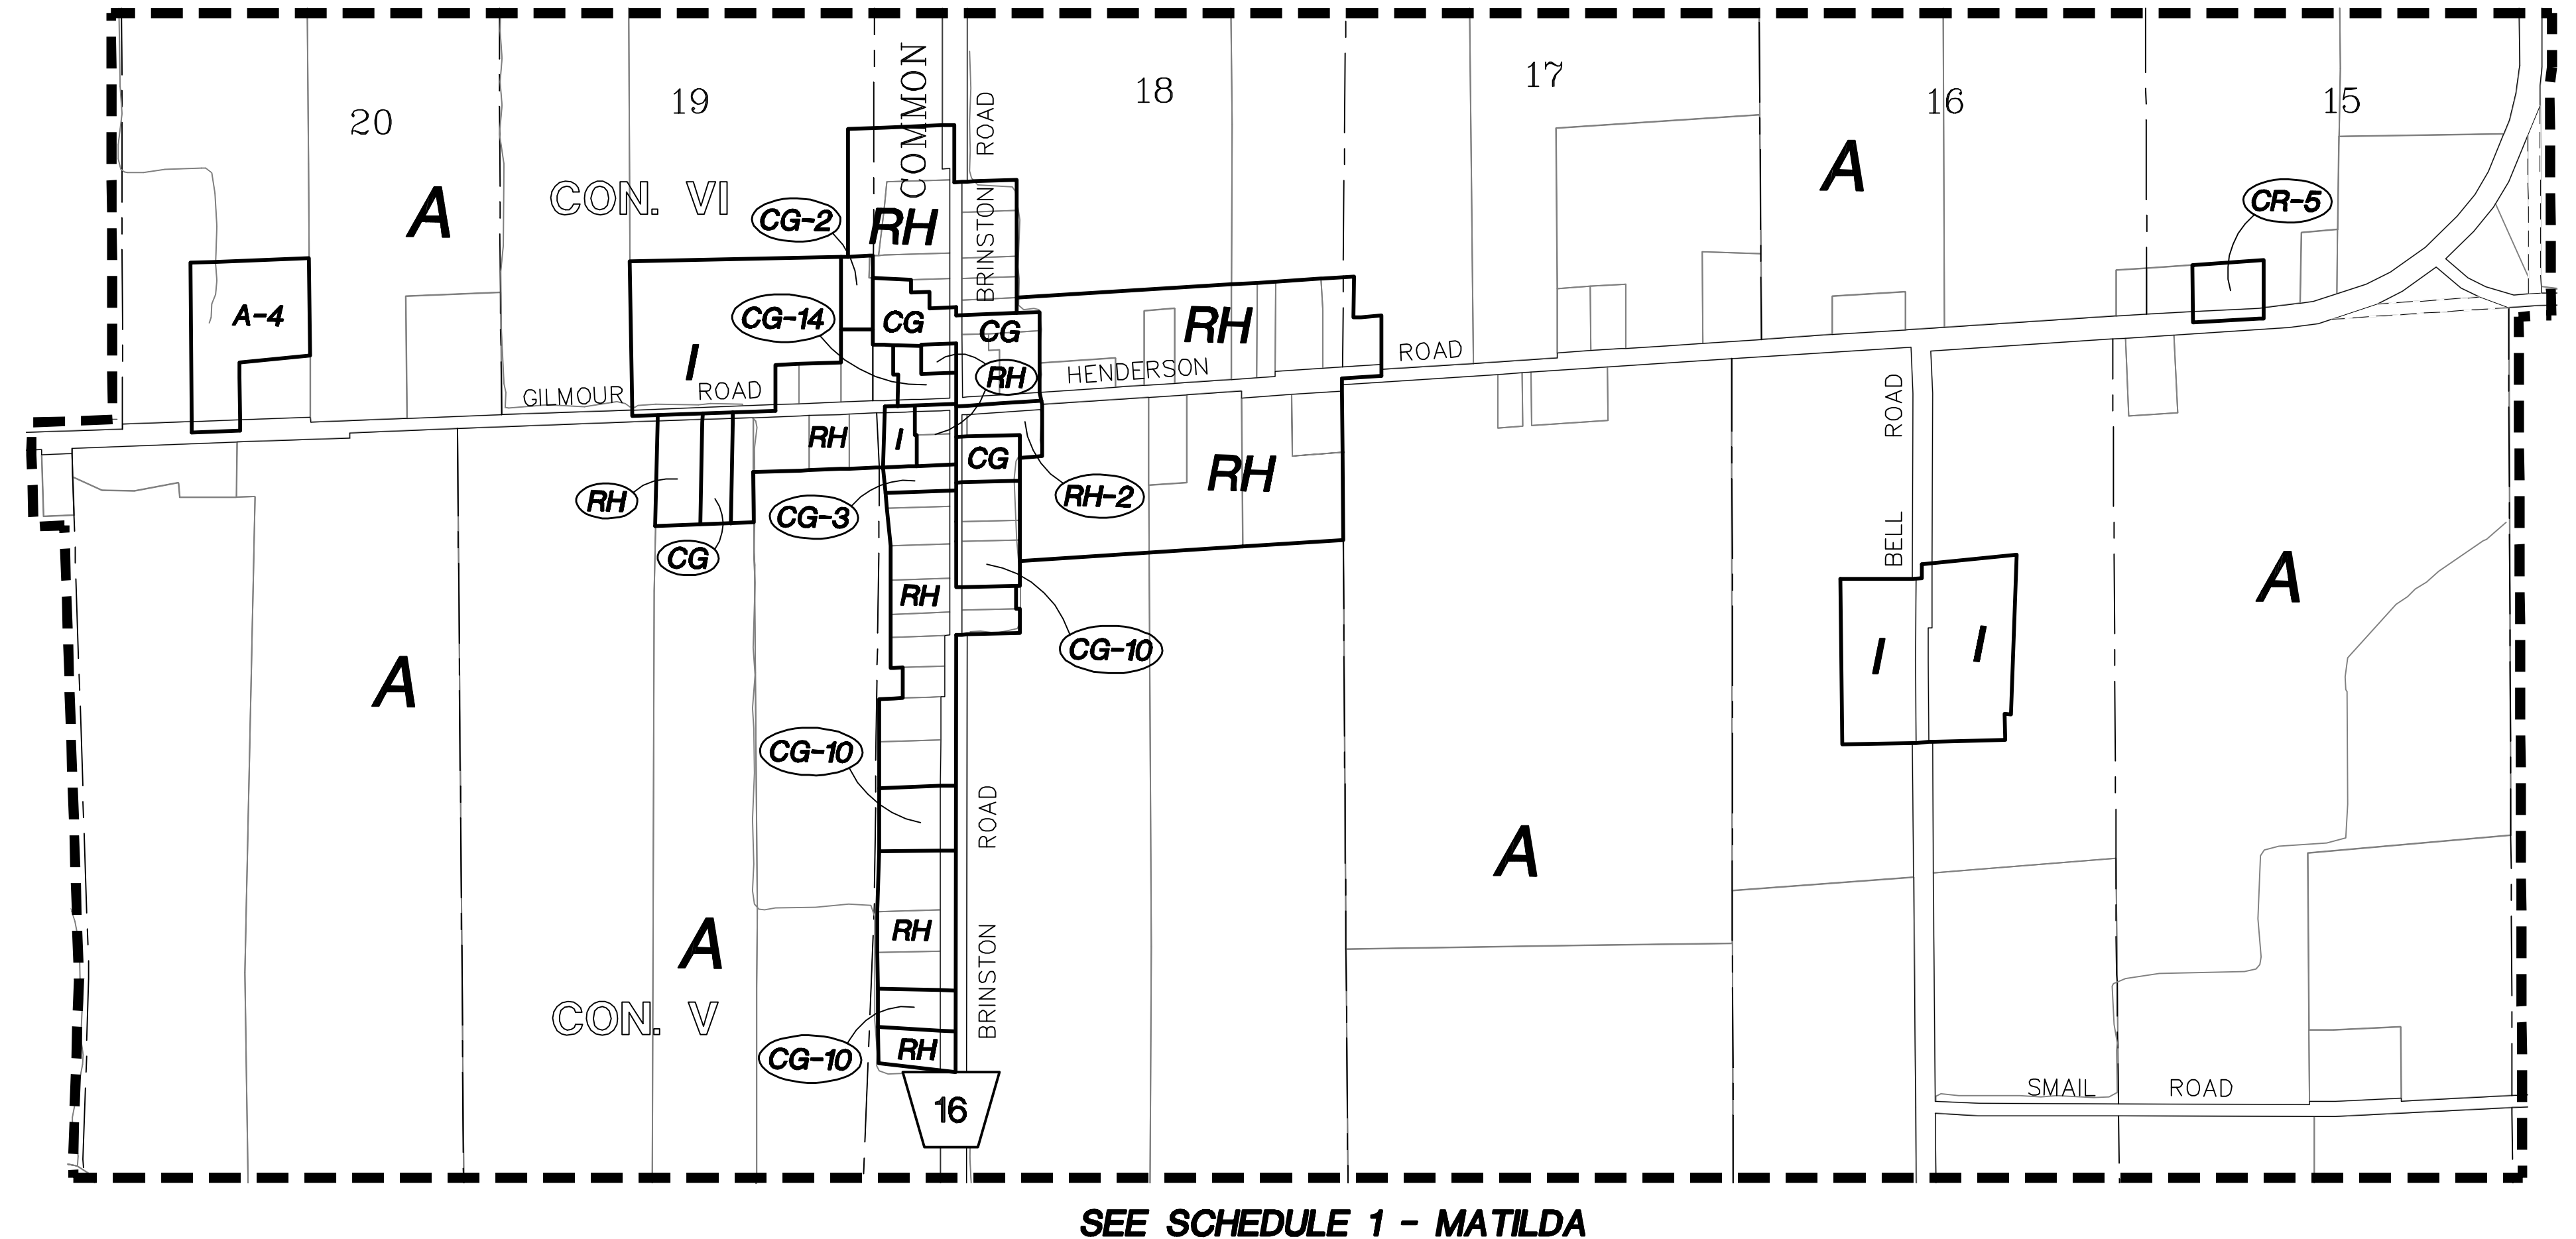 20
19
COMMON
ROAD
18
17
16
15
A
CON. VI
CG-2
RH
BRINSTON
A
CR-5
A-4
I
CG-14
CG
CG
RH
RH
GILMOUR ROAD
HENDERSON ROAD
RH
I
CG
RH
RH
CG-3
RH-2
CG
BELL ROAD
RH
CG-10
A
A
I
I
CG-10
ROAD
A
A
RH
BRINSTON
CON. V
CG-10
RH
16
SMAIL ROAD
SEE SCHEDULE 1 - MATILDA